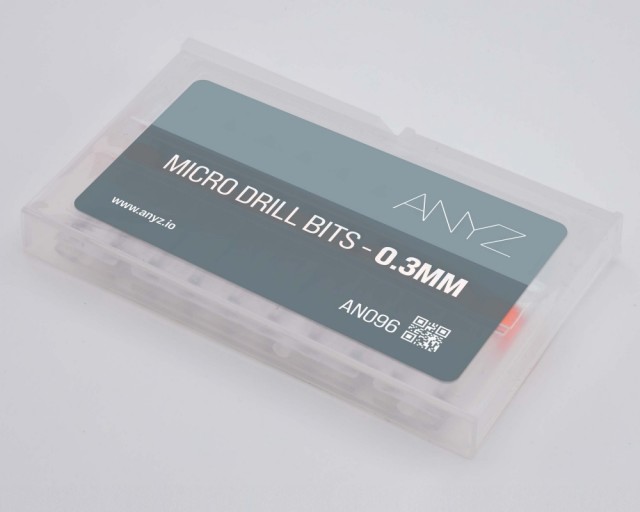 ANYZ
MICRO DRILL BITS - 0.3MM
www.anyz.io
AN096